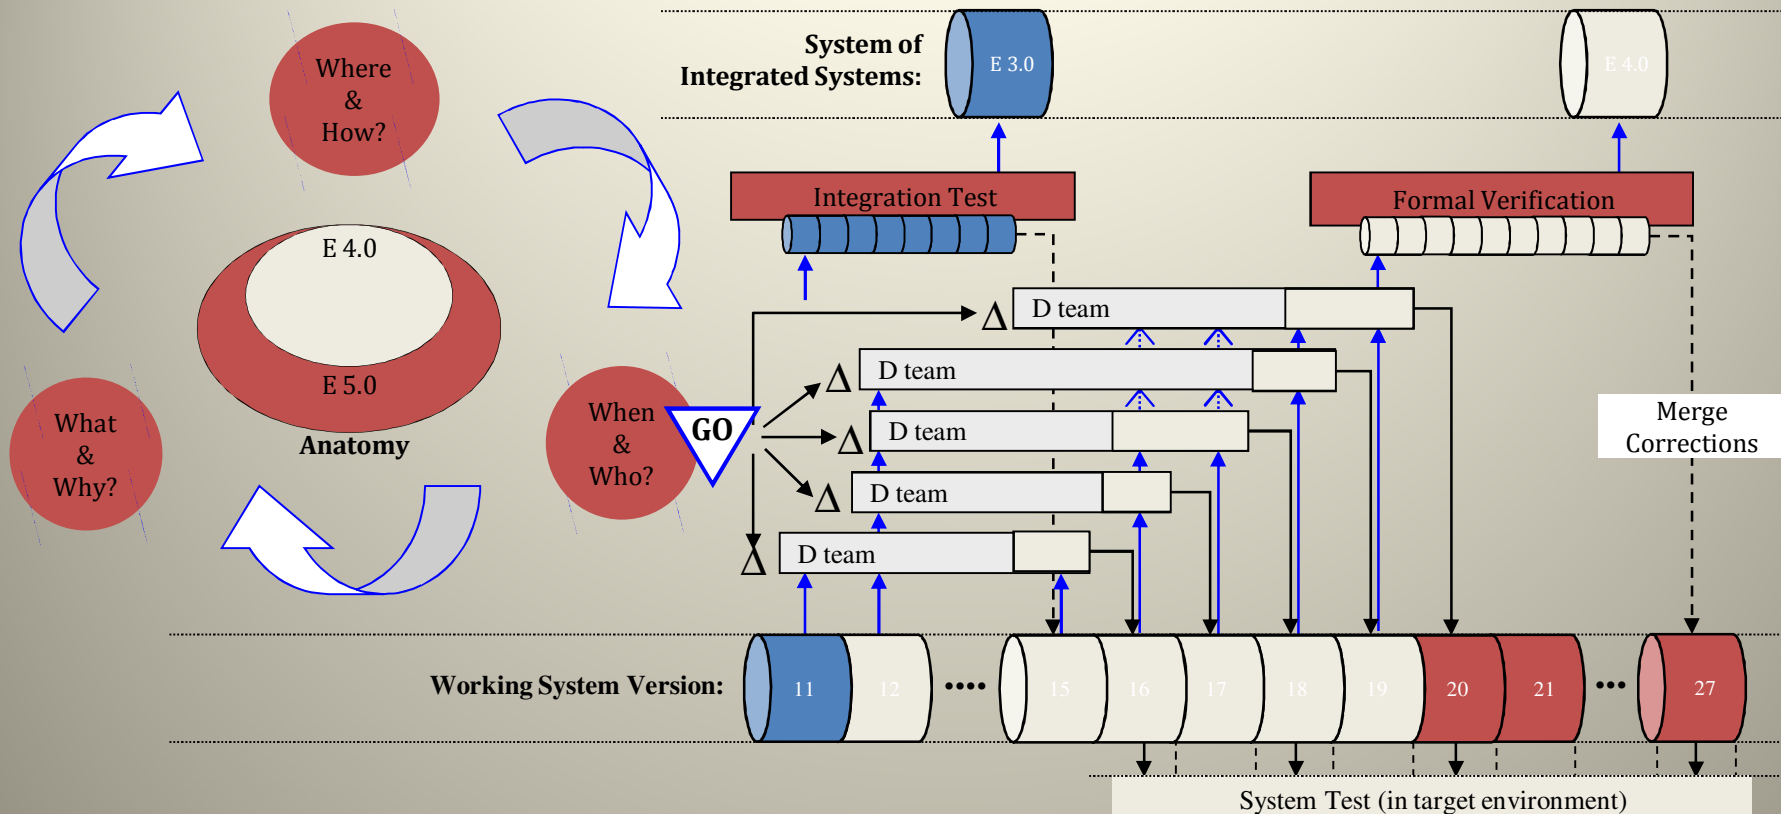 System of
Integrated Systems:
E 3.0
E 4.0
Where
&
How?
Integration Test
Formal Verification
E 4.0
E 5.0
Anatomy
What
&
Why?
When
&
Who?
GO
Δ
D team
Δ
D team
Δ
D team
Δ
D team
Δ
D team
Merge
Corrections
Working System Version:
11
12
••••
15
16
17
18
19
20
21
•••
27
System Test (in target environment)